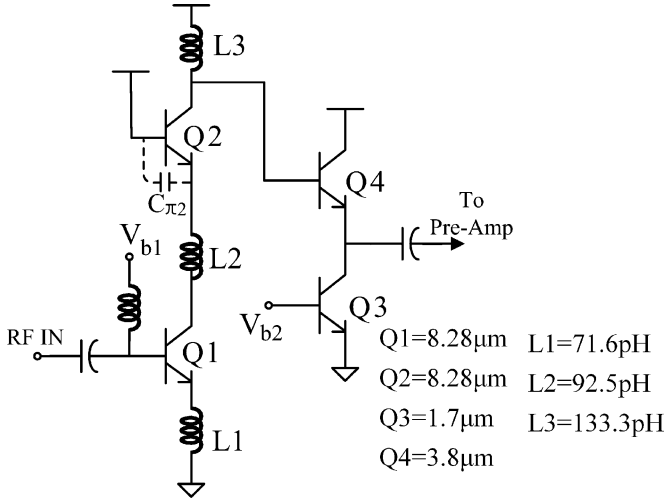 L3
Q2
Cπ2
Q4
To
Pre-Amp
Vb1
L2
Vb2
Q3
RF IN
Q1
L1
Q1=8.28μm L1=71.6pH
Q2=8.28μm L2=92.5pH
Q3=1.7μm L3=133.3pH
Q4=3.8μm